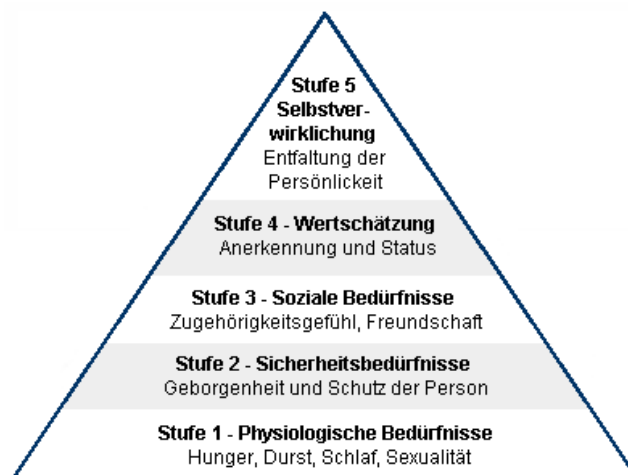 Stufe 5
Selbstver-
wirklichung
Entfaltung der
Persönlickeit
Stufe 4 - Wertschätzung
Anerkennung und Status
Stufe 3 - Soziale Bedürfnisse
Zugehörigkeitsgefühl, Freundschaft
Stufe 2 - Sicherheitsbedürfnisse
Geborgenheit und Schutz der Person
Stufe 1 - Physiologische Bedürfnisse
Hunger, Durst, Schlaf, Sexualität